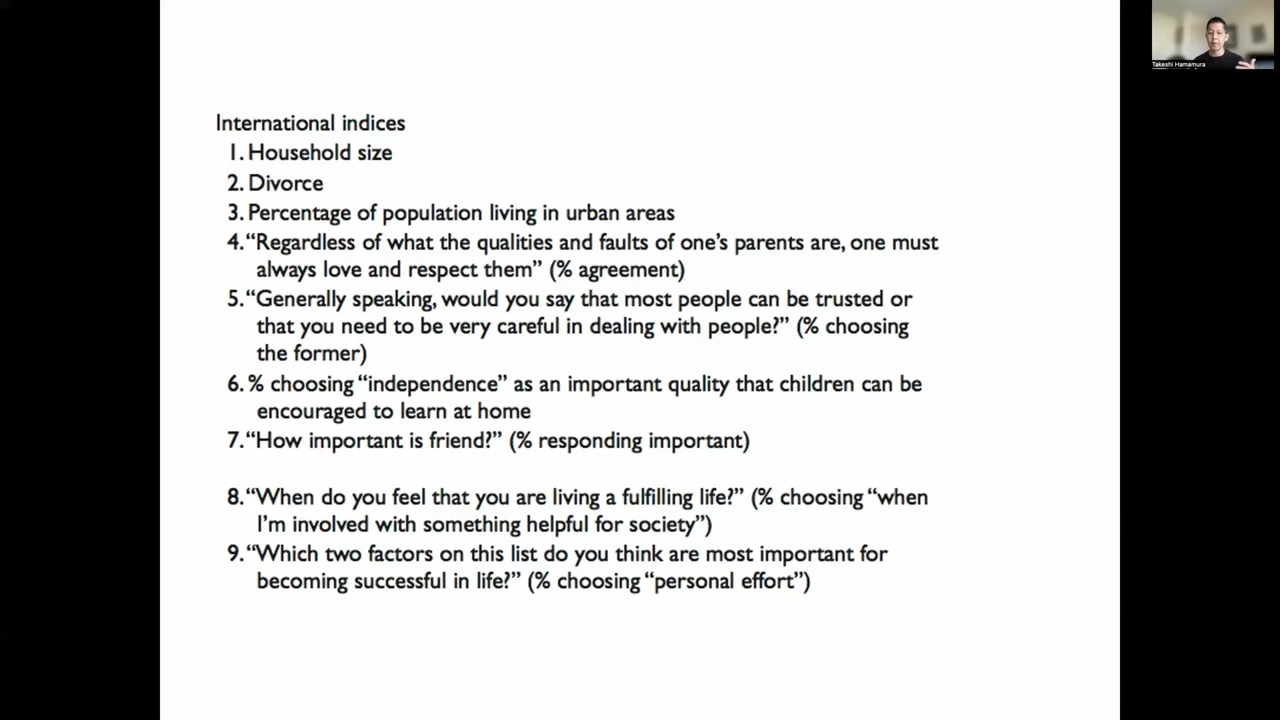 Takeshi Hamamura
International indices
1. Household size
2. Divorce
3. Percentage of population living in urban areas
4. “Regardless of what the qualities and faults of one’s parents are, one must
always love and respect them” (% agreement)
5. “Generally speaking, would you say that most people can be trusted or
that you need to be very careful in dealing with people?” (% choosing
the former)
6. % choosing “independence” as an important quality that children can be
encouraged to learn at home
7. “How important is friend?” (% responding important)
8. “When do you feel that you are living a fulfilling life?” (% choosing “when
I’m involved with something helpful for society”)
9. “Which two factors on this list do you think are most important for
becoming successful in life?” (% choosing “personal effort”)